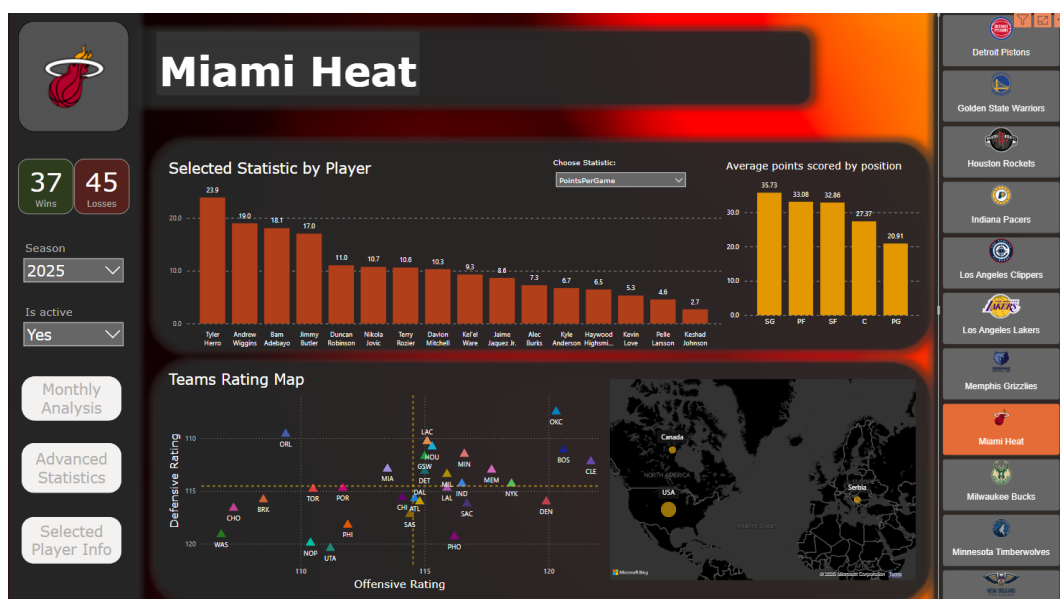 Miami Heat
37
Wins
45
Losses
Season
2025
Is active
Yes
Monthly
Analysis
Advanced
Statistics
Selected
Player Info
Selected Statistic by Player
Choose Statistic:
PointsPerGame
20.0
10.0
0.0
23.9
19.0
18.1
17.0
11.0
10.7
10.6
10.3
9.3
8.6
7.3
6.7
6.5
5.3
4.6
2.7
Tyler
Herro
Andrew
Wiggins
Bam
Adebayo
Jimmy
Butler
Duncan
Robinson
Nikola
Jovic
Terry
Rozier
Davion
Mitchell
Kel'el
Ware
Jaime
Jaquez Jr.
Alec
Burks
Kyle
Anderson
Haywood
Highsmi...
Kevin
Love
Pelle
Larsson
Keshad
Johnson
Average points scored by position
30.0
20.0
10.0
0.0
35.73
33.08
32.86
27.37
20.91
SG
PF
SF
C
PG
Teams Rating Map
Defensive Rating
110
115
120
OKC
ORL
LAC
HOU
GSW
MIN
BOS
CLE
MIA
DET
MIL
MEM
TOR
POR
DAL
LAL
IND
NYK
BRK
CHO
CHI
ATL
SAC
DEN
SAS
PHI
WAS
NOP
UTA
PHO
110
115
120
Offensive Rating
Canada
NORTH AMERICA
USA
Atlantic Ocean
EUROPE
Serbia
Microsoft Bing
© 2025 Microsoft Corporation
Terms
DETROIT
PISTONS
Detroit Pistons
Golden State Warriors
Houston Rockets
Indiana Pacers
Los Angeles Clippers
LAKERS
Los Angeles Lakers
Memphis Grizzlies
Miami Heat
Milwaukee Bucks
Minnesota Timberwolves
NEW ORLEANS